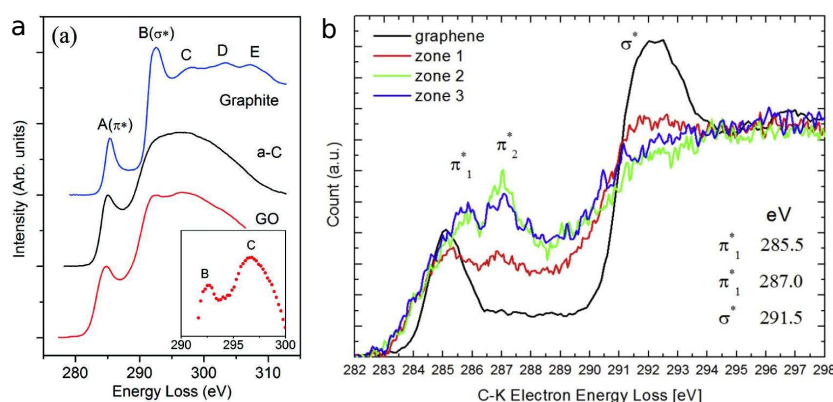 a
(a)
B(σ*)
C
D
E
A(π*)
Graphite
a-C
GO
B
C
290
295
300
280
290
300
310
Energy Loss (eV)
Intensity (Arb. units)
b
graphene
zone 1
zone 2
zone 3
σ*
π*1
π*2
eV
π*1 285.5
π*1 287.0
σ* 291.5
282 283 284 285 286 287 288 289 290 291 292 293 294 295 296 297 298
C-K Electron Energy Loss [eV]
Count (a.u.)